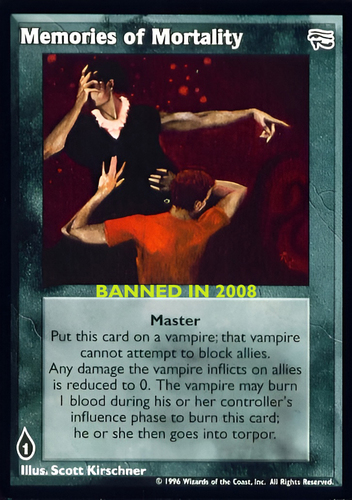 Memories of Mortality
BANNED IN 2008
Master
Put this card on a vampire; that vampire
cannot attempt to block allies.
Any damage the vampire inflicts on allies
is reduced to 0. The vampire may burn
1 blood during his or her controller's
influence phase to burn this card;
he or she then goes into torpor.
1
Illus. Scott Kirschner
© 1996 Wizards of the Coast, Inc. All Rights Reserved.